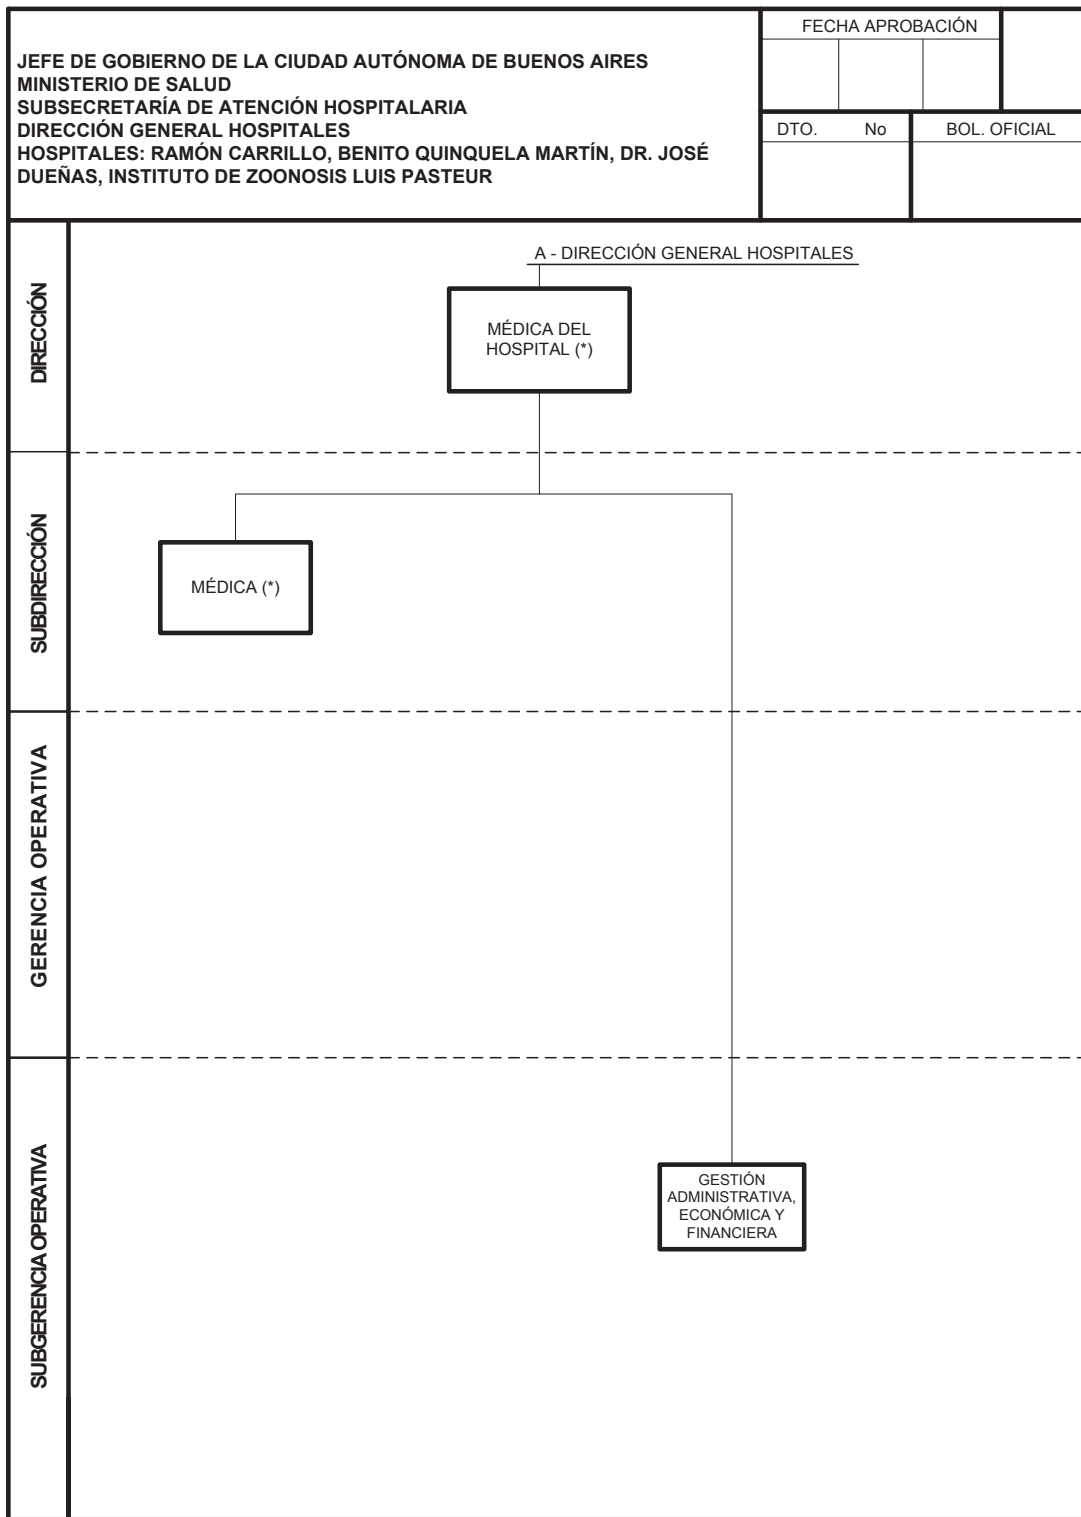 JEFE DE GOBIERNO DE LA CIUDAD AUTÓNOMA DE BUENOS AIRES
MINISTERIO DE SALUD
SUBSECRETARÍA DE ATENCIÓN HOSPITALARIA
DIRECCIÓN GENERAL HOSPITALES
HOSPITALES: RAMÓN CARRILLO, BENITO QUINQUELA MARTÍN, DR. JOSÉ
DUEÑAS, INSTITUTO DE ZOONOSIS LUIS PASTEUR
FECHA APROBACIÓN
DTO. No
BOL. OFICIAL
DIRECCIÓN
A - DIRECCIÓN GENERAL HOSPITALES
MÉDICA DEL
HOSPITAL (*)
SUBDIRECCIÓN
MÉDICA (*)
GERENCIA OPERATIVA
SUBGERENCIA OPERATIVA
GESTIÓN
ADMINISTRATIVA,
ECONÓMICA Y
FINANCIERA